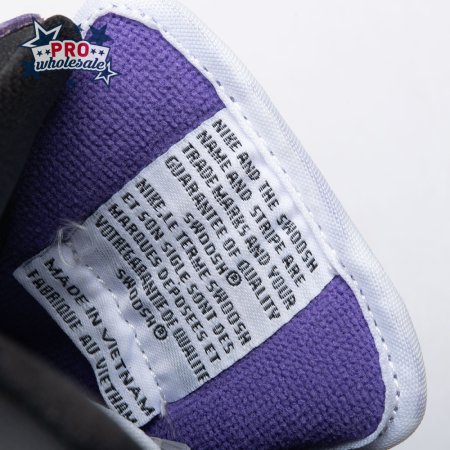 PRO
wholesale
NIKE AND THE SWOOSH
NAME AND STRIPE ARE
TRADE MARKS AND YOUR
GUARANTEE OF QUALITY
SWOOSH®
NIKE, LE TERME SWOOSH
ET SON SIGLE SONT DES
MARQUES DEPOSEES ET
VOTRE GARANTIE DE QUALITE
SWOOSH®
MADE IN VIETNAM
FABRIQUE AU VIETNAM